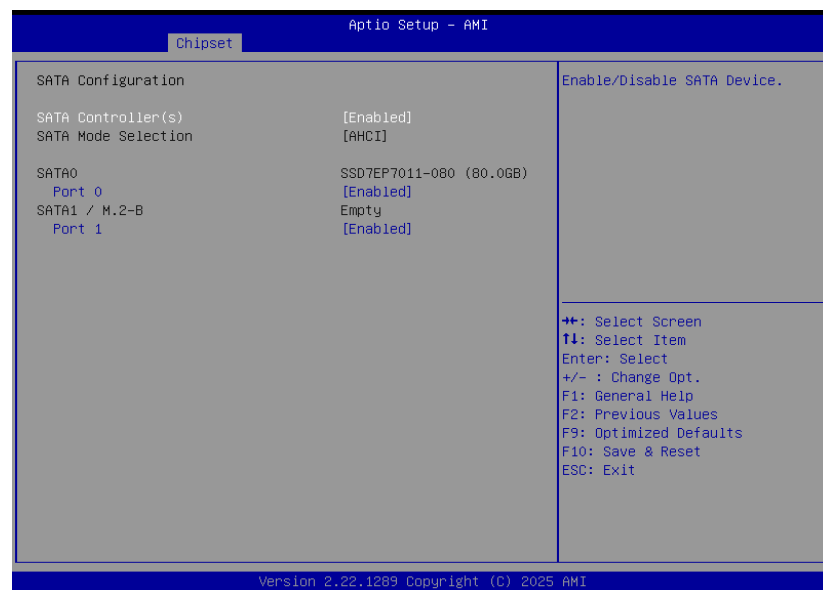 Aptio Setup – AMI
Chipset
SATA Configuration
SATA Controller(s) [Enabled]
SATA Mode Selection [AHCI]
SATA0 SSD7EP7011-080 (80.0GB)
Port 0 [Enabled]
SATA1 / M.2-B Empty
Port 1 [Enabled]
Enable/Disable SATA Device.
→←: Select Screen
↑↓: Select Item
Enter: Select
+/- : Change Opt.
F1: General Help
F2: Previous Values
F9: Optimized Defaults
F10: Save & Reset
ESC: Exit
Version 2.22.1289 Copyright (C) 2025 AMI